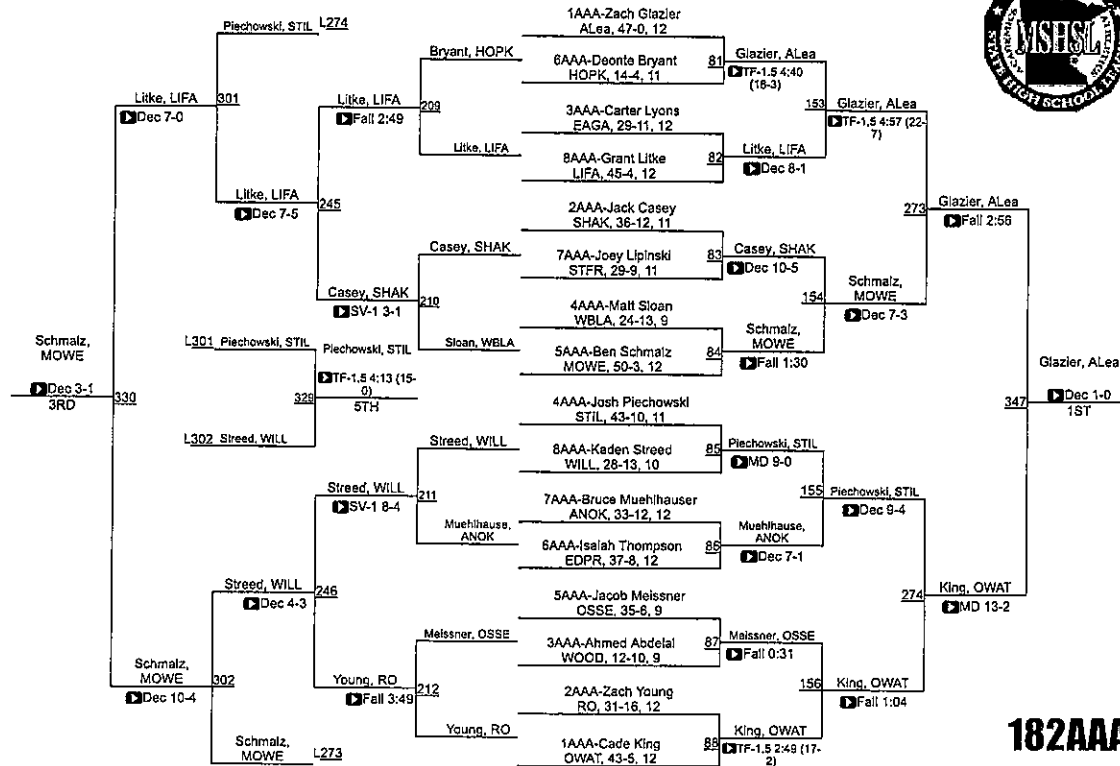 MSHSL
STATE HIGH SCHOOL
Piechowski, STIL L274
301
Litke, LIFA
Dec 7-0
Litke, LIFA
Dec 7-5
245
Litke, LIFA
Fall 2:49
209
Bryant, HOPK
Litke, LIFA
Casey, SHAK
SV-1 3-1
210
Casey, SHAK
Sloan, WBLA
Schmalz,
MOWE
Dec 3-1
3RD
330
L301 Piechowski, STIL
Piechowski, STIL
TF-1.5 4:13 (15-
0)
329
5TH
L302 Streed, WILL
Streed, WILL
Dec 4-3
246
Streed, WILL
SV-1 8-4
211
Streed, WILL
Muehlhause,
ANOK
Schmalz,
MOWE
Dec 10-4
302
Young, RO
Fall 3:49
212
Meissner, OSSE
Young, RO
Schmalz,
MOWE
L273
1AAA-Zach Glazier
ALea, 47-0, 12
6AAA-Deonte Bryant
HOPK, 14-4, 11
81
3AAA-Carter Lyons
EAGA, 29-11, 12
8AAA-Grant Litke
LIFA, 45-4, 12
82
2AAA-Jack Casey
SHAK, 36-12, 11
7AAA-Joey Lipinski
STFR, 29-9, 11
83
4AAA-Matt Sloan
WBLA, 24-13, 9
5AAA-Ben Schmalz
MOWE, 50-3, 12
84
4AAA-Josh Piechowski
STIL, 43-10, 11
8AAA-Kaden Streed
WILL, 28-13, 10
85
7AAA-Bruce Muehlhauser
ANOK, 33-12, 12
6AAA-Isaiah Thompson
EDPR, 37-8, 12
86
5AAA-Jacob Meissner
OSSE, 35-6, 9
3AAA-Ahmed Abdelal
WOOD, 12-10, 9
87
2AAA-Zach Young
RO, 31-16, 12
1AAA-Cade King
OWAT, 43-5, 12
88
Glazier, ALea
TF-1.5 4:40
(18-3)
153
Litke, LIFA
Dec 8-1
Casey, SHAK
Dec 10-5
154
Schmalz,
MOWE
Fall 1:30
Piechowski, STIL
MD 9-0
155
Muehlhause,
ANOK
Dec 7-1
Meissner, OSSE
Fall 0:31
156
King, OWAT
TF-1.5 2:49 (17-
2)
Glazier, ALea
TF-1.5 4:57 (22-
7)
273
Schmalz,
MOWE
Dec 7-3
Piechowski, STIL
Dec 9-4
274
King, OWAT
Fall 1:04
Glazier, ALea
Fall 2:56
347
King, OWAT
MD 13-2
Glazier, ALea
Dec 1-0
1ST
182AAA